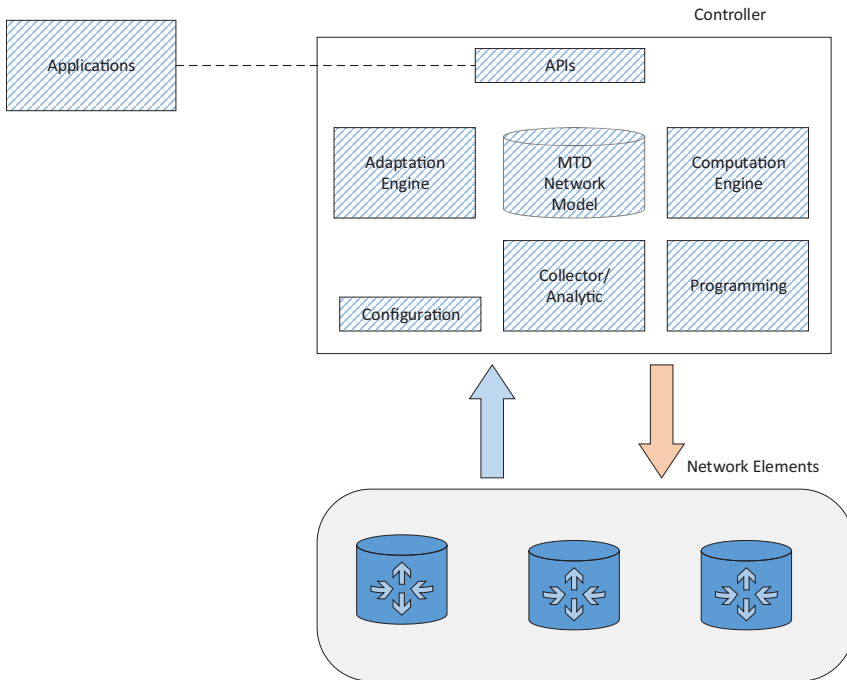 Controller
Applications
APIs
Adaptation
Engine
MTD
Network
Model
Computation
Engine
Collector/
Analytic
Programming
Configuration
Network Elements